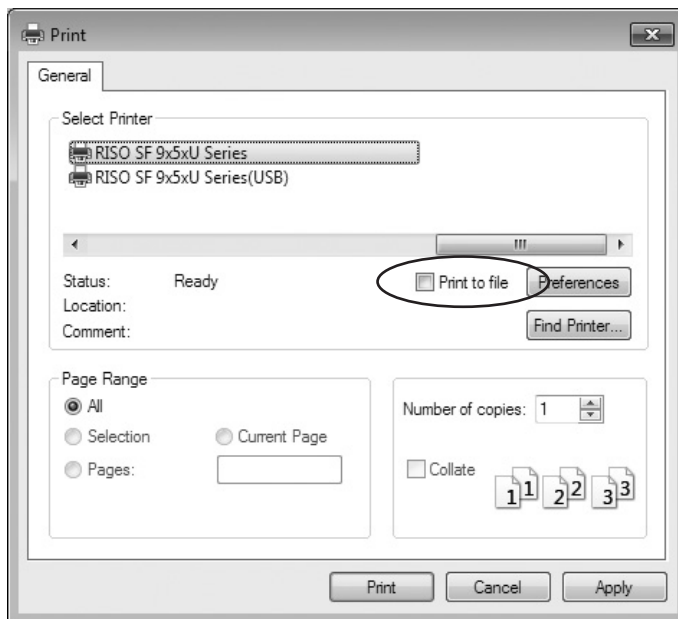 Print
General
Select Printer
RISO SF 9x5xU Series
RISO SF 9x5xU Series(USB)
Status: Ready
Print to file
Preferences
Location:
Comment:
Find Printer...
Page Range
All
Selection
Current Page
Pages:
Number of copies: 1
Collate
1 1 2 2 3 3
Print Cancel Apply